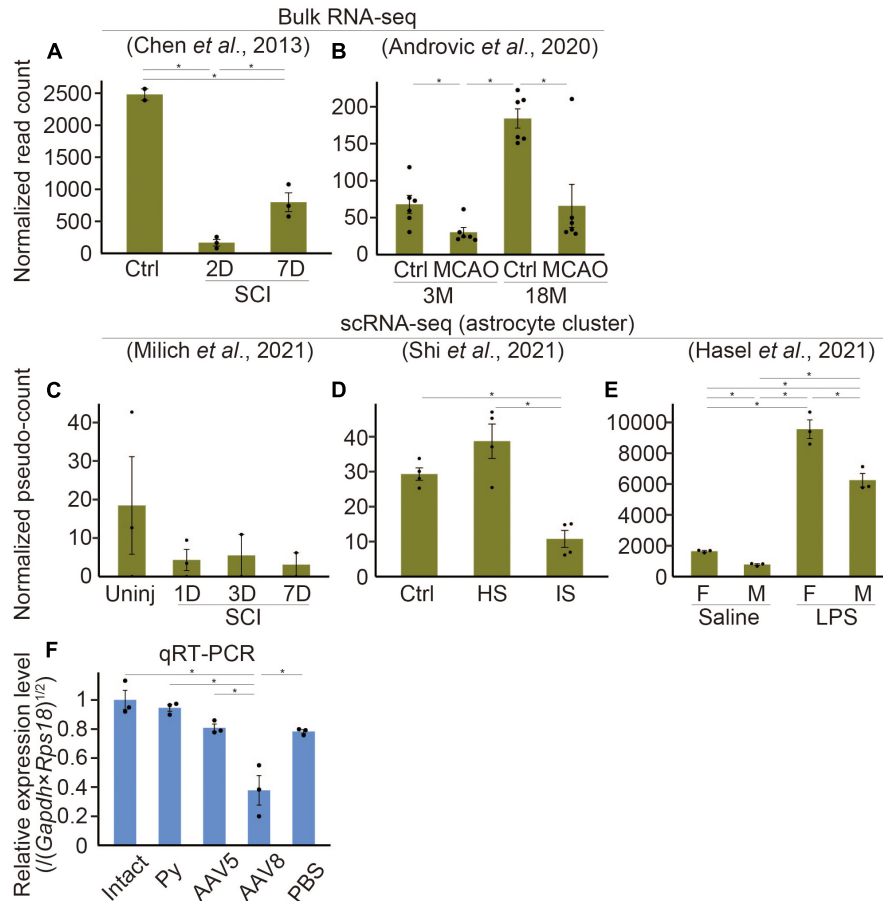 Bulk RNA-seq
A (Chen et al., 2013) B (Androvic et al., 2020)
* * * * * *
Normalized read count
2500
2000
1500
1000
500
0
Ctrl 2D 7D
SCI
200
150
100
50
0
Ctrl MCAO Ctrl MCAO
3M 18M
scRNA-seq (astrocyte cluster)
(Milich et al., 2021) (Shi et al., 2021) (Hasel et al., 2021)
C D E
Normalized pseudo-count
40
30
20
10
0
Uninj 1D 3D 7D
SCI
* *
40
30
20
10
0
Ctrl HS IS
* * * * * *
10000
8000
6000
4000
2000
0
F M F M
Saline LPS
F qRT-PCR
* * * *
Relative expression level
(/(Gapdh×Rps18)1/2)
1
0.8
0.6
0.4
0.2
0
Intact Py AAV5 AAV8 PBS